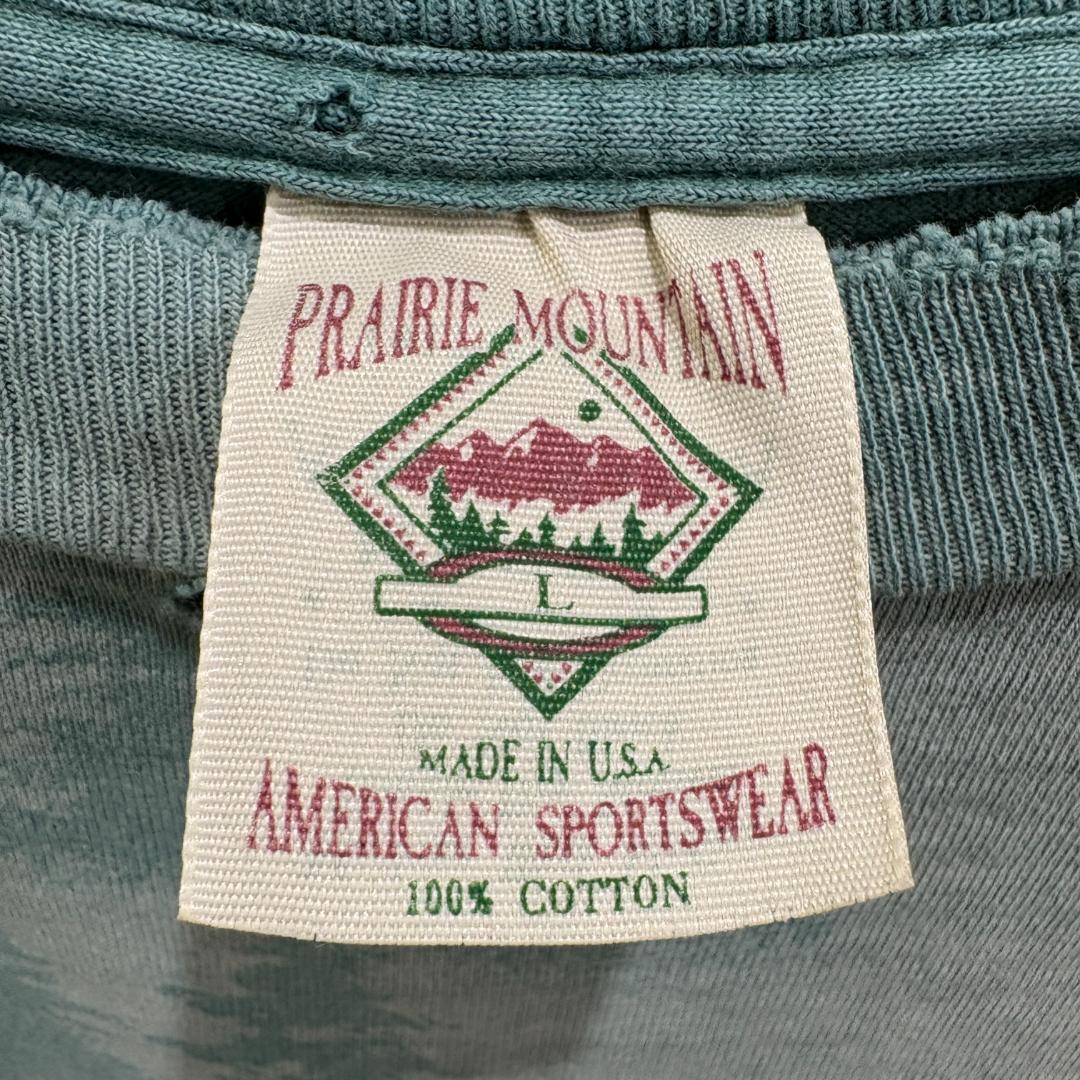 PRAIRIE MOUNTAIN
L
MADE IN U.S.A
AMERICAN SPORTSWEAR
100% COTTON